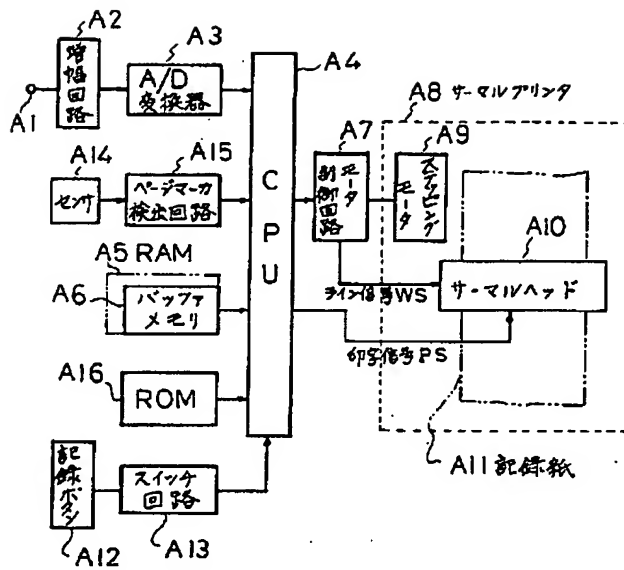 A2
A3
A4
増幅回路
A/D
変換器
A1
A8 サーマルプリンタ
A14
A15
A7
A9
センサ
ページマーカ
検出回路
CPU
モータ
制御回路
ステッピング
モータ
A10
A5 RAM
A6
バッファ
メモリ
ライン信号WS
サーマルヘッド
印字信号PS
A16
ROM
A11 記録紙
記録ボタン
スイッチ
回路
A12
A13